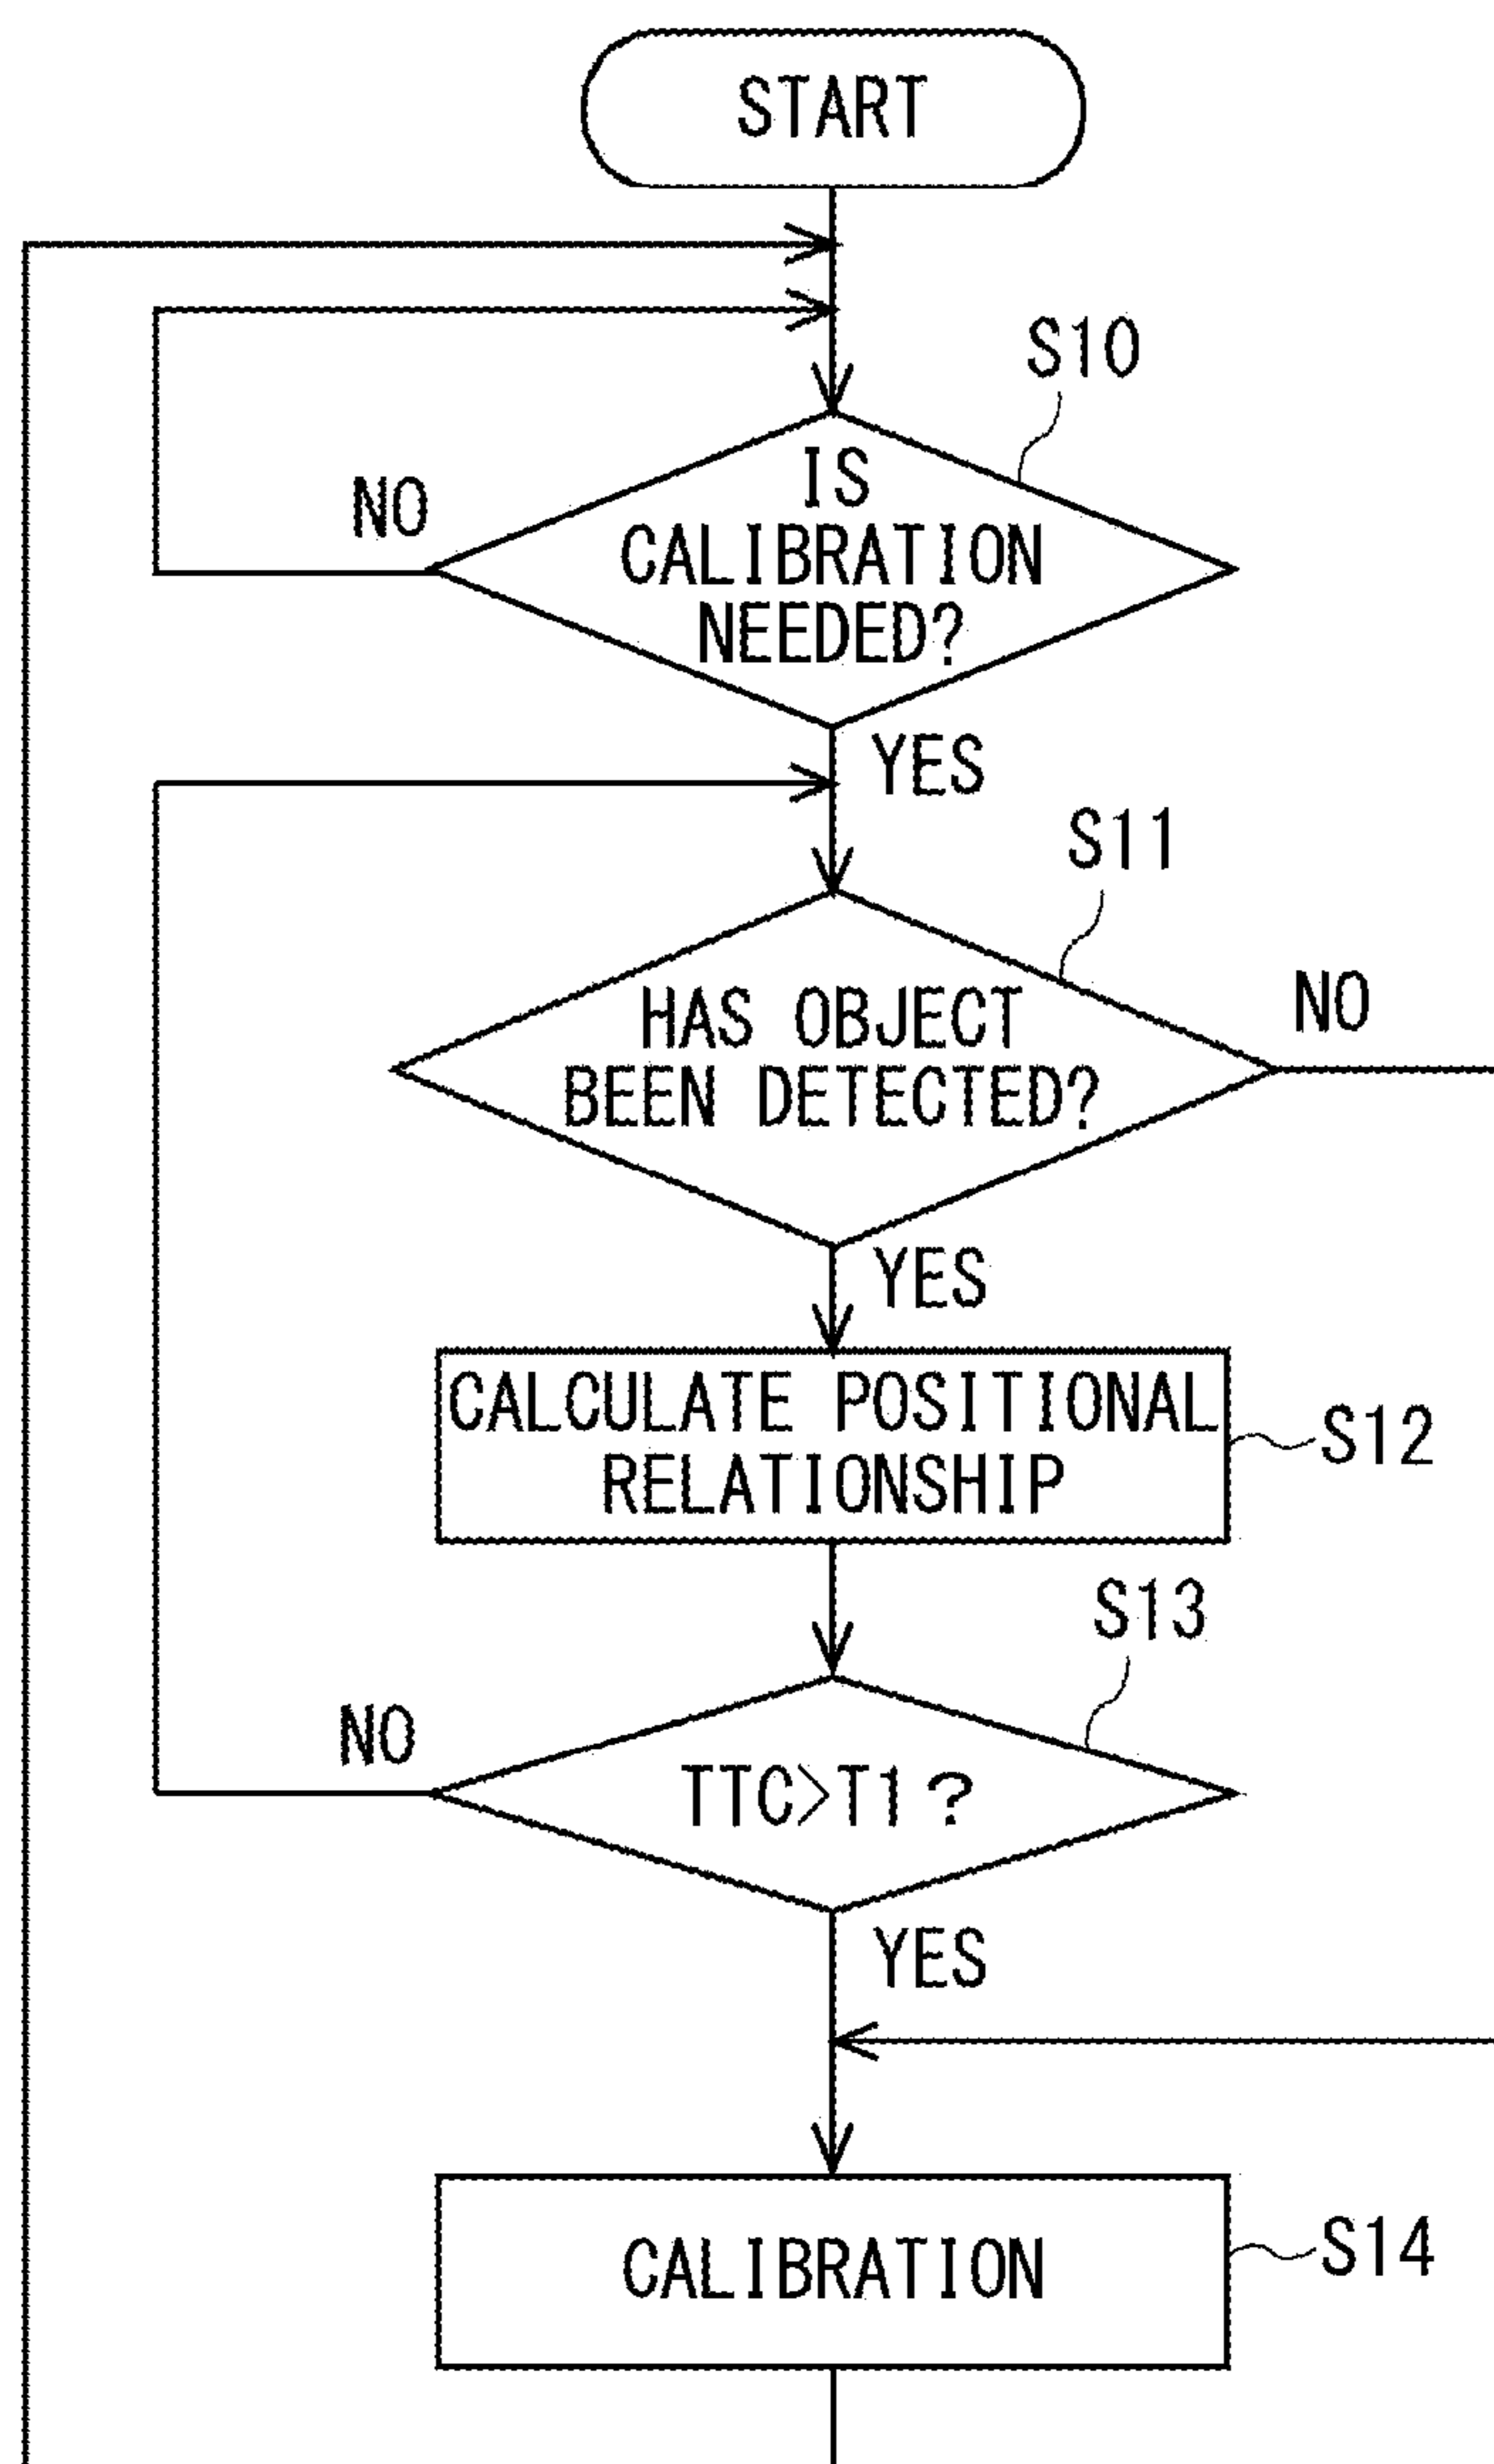 START
S10
IS
CALIBRATION
NEEDED?
NO
YES
S11
HAS OBJECT
BEEN DETECTED?
NO
YES
CALCULATE POSITIONAL
RELATIONSHIP
S12
S13
TTC>T1?
NO
YES
CALIBRATION
S14